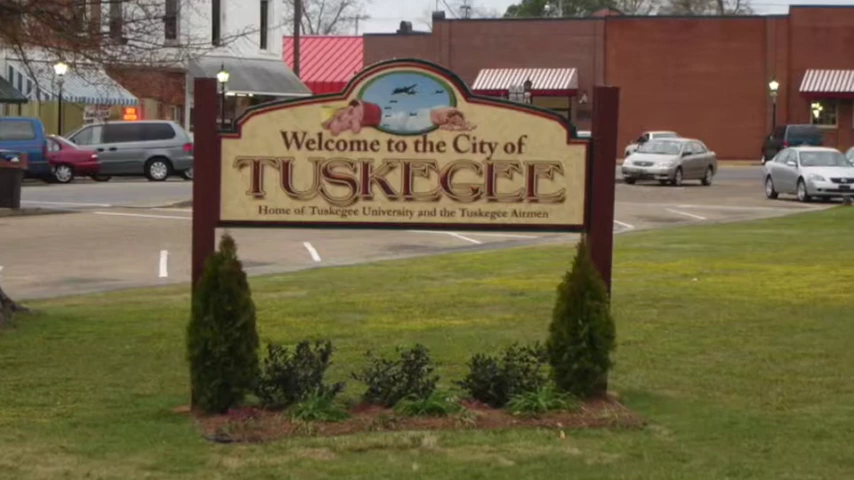 Welcome to the City of
TUSKEGEE
Home of Tuskegee University and the Tuskegee Airmen